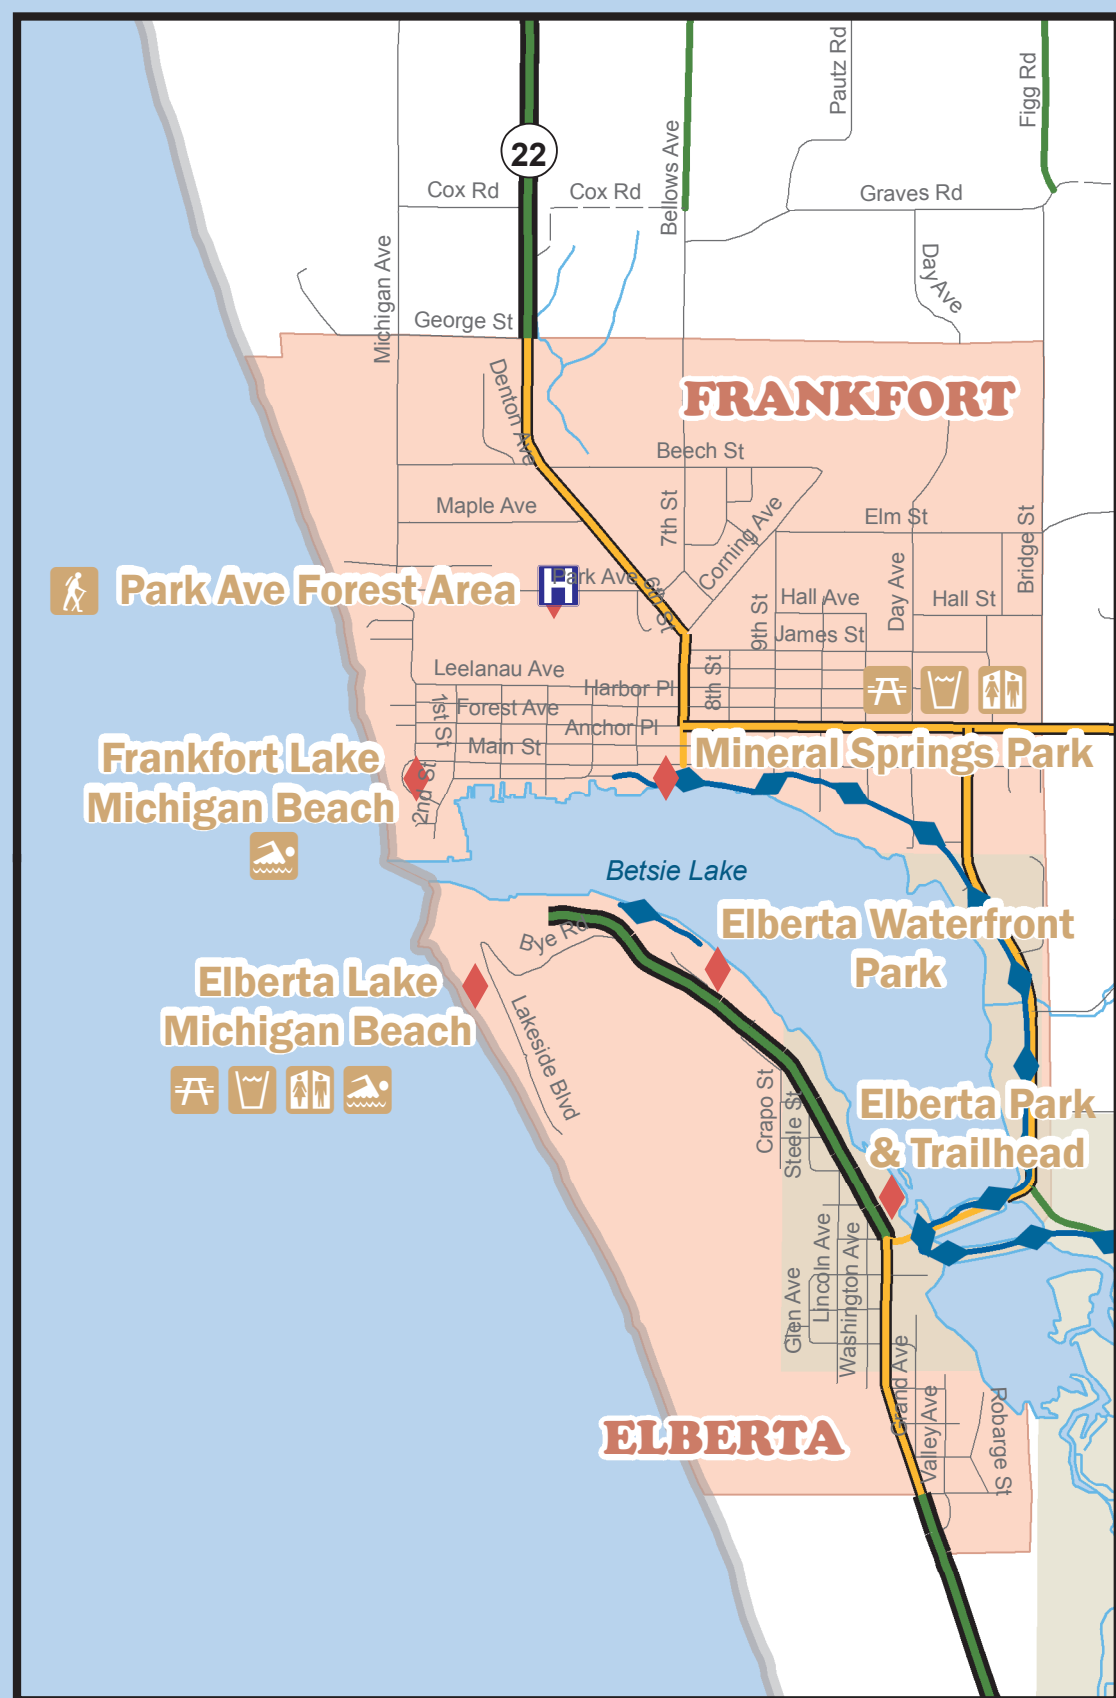 Pautz Rd
Figg Rd
22
Bellows Ave
Cox Rd
Cox Rd
Graves Rd
Michigan Ave
Day Ave
George St
Denton Ave
FRANKFORT
Beech St
Maple Ave
7th St
Corning Ave
Elm St
Bridge St
Park Ave Forest Area
H
Park Ave
6th St
9th St
Hall Ave
Day Ave
Hall St
James St
Leelanau Ave
Harbor Pl
8th St
1st St
Forest Ave
Anchor Pl
Main St
Mineral Springs Park
Frankfort Lake
Michigan Beach
2nd St
Betsie Lake
Bye Rd
Elberta Waterfront
Park
Elberta Lake
Michigan Beach
Lakeside Blvd
Crapo St
Steele St
Elberta Park
& Trailhead
Glen Ave
Lincoln Ave
Washington Ave
Grand Ave
Valley Ave
Robarge St
ELBERTA